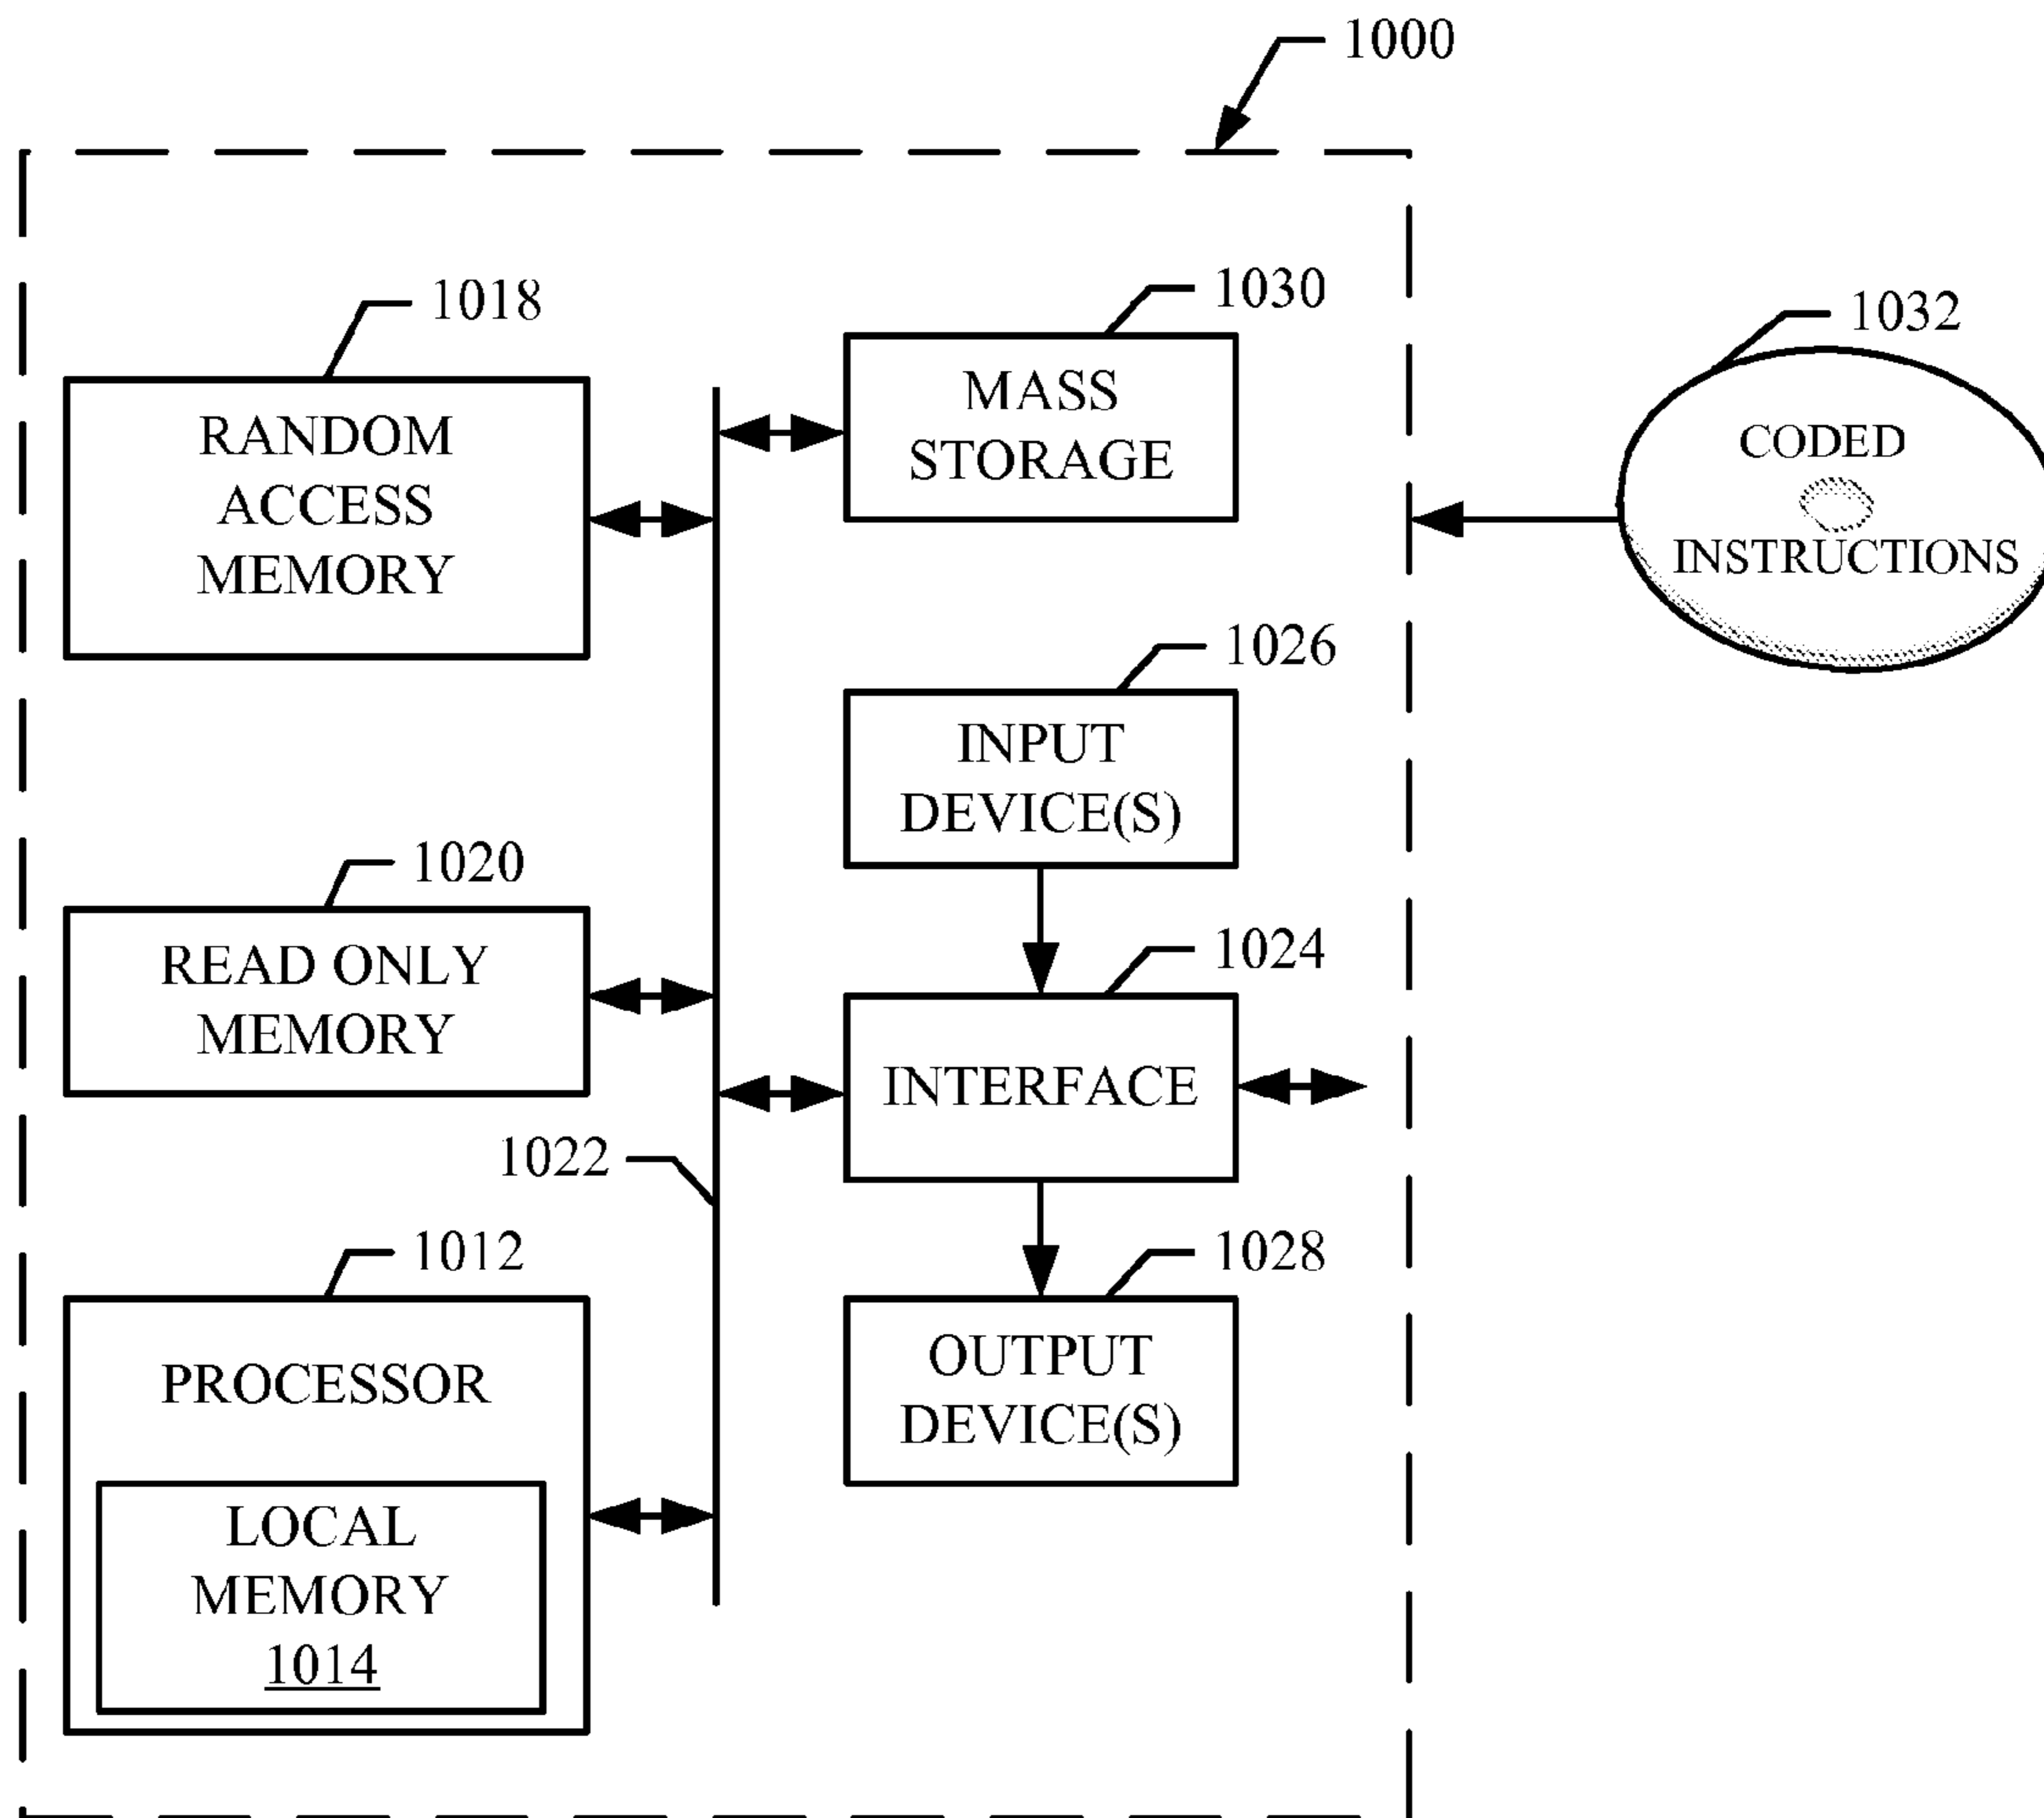 1000
1018
RANDOM
ACCESS
MEMORY
1030
MASS
STORAGE
1032
CODED
INSTRUCTIONS
1026
INPUT
DEVICE(S)
1020
READ ONLY
MEMORY
1024
INTERFACE
1022
1012
PROCESSOR
LOCAL
MEMORY
1014
1028
OUTPUT
DEVICE(S)